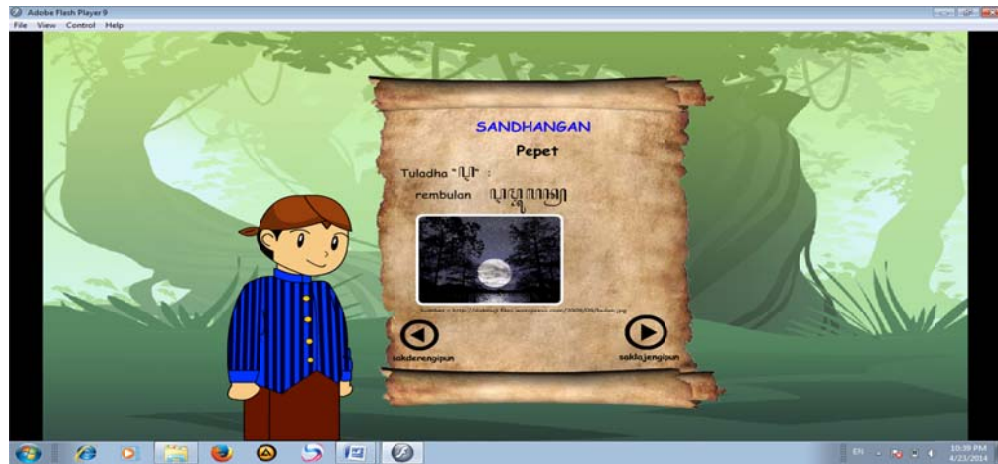 Adobe Flash Player 9
File View Control Help
SANDHANGAN
Pepet
Tuladha " " :
rembulan
sakderengipun
saklajengipun
EN
10:39 PM
4/23/2014